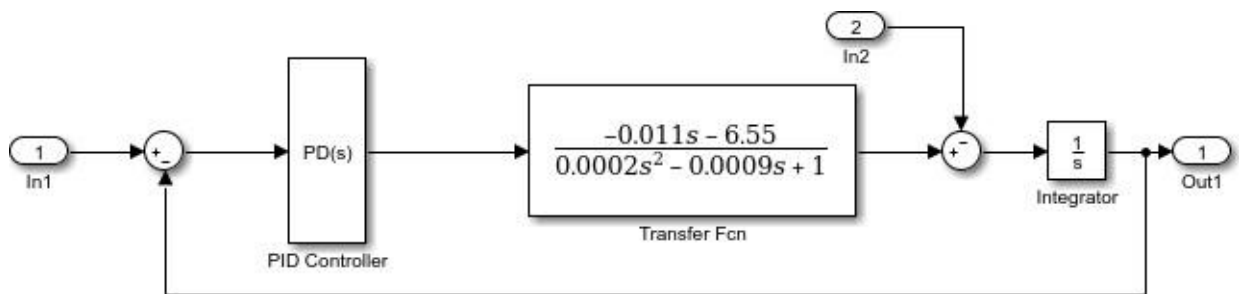 2
In2
1
In1
+
−
PD(s)
PID Controller
–0.011s – 6.55
0.0002s² – 0.0009s + 1
Transfer Fcn
+
−
1
s
Integrator
1
Out1